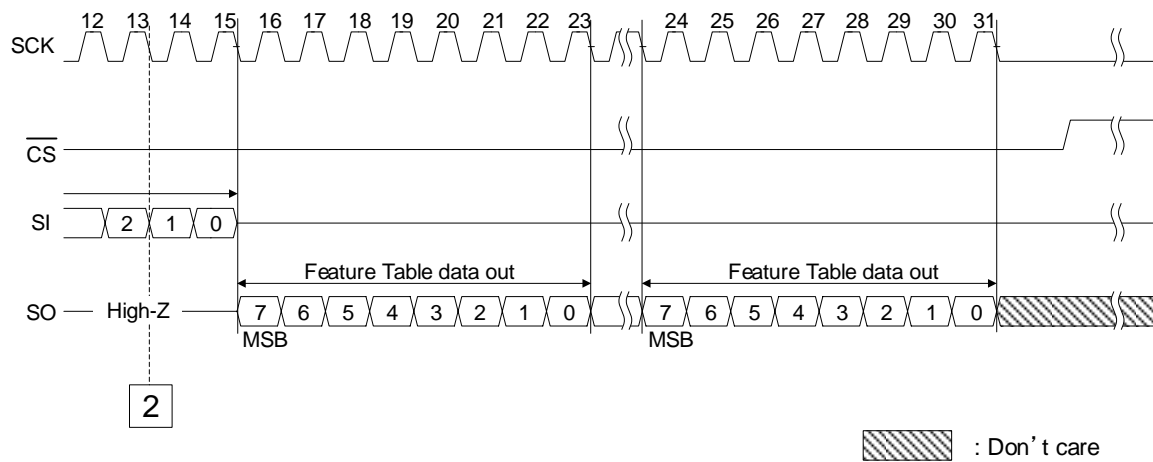 12 13 14 15 16 17 18 19 20 21 22 23 24 25 26 27 28 29 30 31
SCK
CS
SI 2 1 0
Feature Table data out Feature Table data out
SO High-Z 7 6 5 4 3 2 1 0 7 6 5 4 3 2 1 0
MSB MSB
2
: Don't care